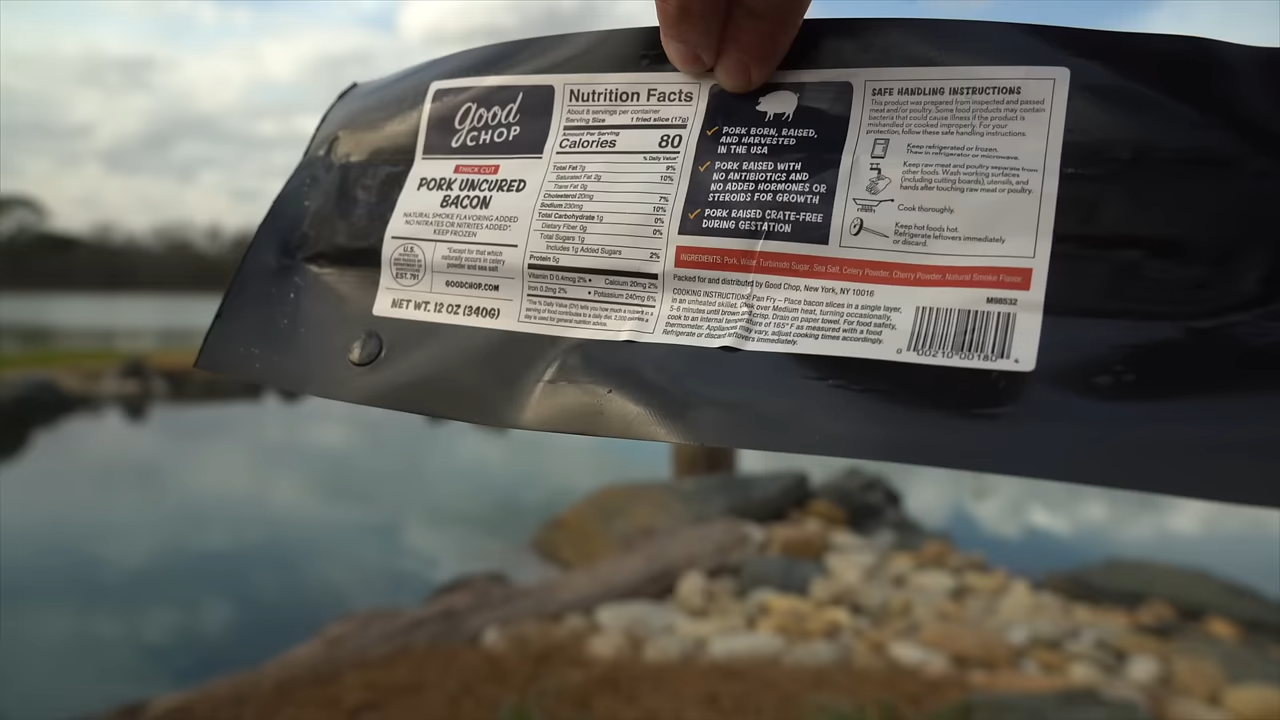 good
CHOP
THICK CUT
PORK UNCURED
BACON
NATURAL SMOKE FLAVORING ADDED
NO NITRATES OR NITRITES ADDED*.
KEEP FROZEN
U.S.
INSPECTED
AND PASSED BY
DEPARTMENT OF
AGRICULTURE
EST. 791
*Except for that which
naturally occurs in celery
powder and sea salt
GOODCHOP.COM
NET WT. 12 OZ (340G)
Nutrition Facts
About 8 servings per container
Serving Size 1 fried slice (17g)
Amount Per Serving
Calories 80
% Daily Value*
Total Fat 7g 9%
Saturated Fat 2g 10%
Trans Fat 0g
Cholesterol 20mg 7%
Sodium 230mg 10%
Total Carbohydrate 1g 0%
Dietary Fiber 0g 0%
Total Sugars 1g
Includes 1g Added Sugars 2%
Protein 5g
Vitamin D 0.4mcg 2% • Calcium 20mg 2%
Iron 0.2mg 2% • Potassium 240mg 6%
*The % Daily Value (DV) tells you how much a nutrient in a
serving of food contributes to a daily diet. 2,000 calories a
day is used for general nutrition advice.
PORK BORN, RAISED,
AND HARVESTED
IN THE USA
PORK RAISED WITH
NO ANTIBIOTICS AND
NO ADDED HORMONES OR
STEROIDS FOR GROWTH
PORK RAISED CRATE-FREE
DURING GESTATION
SAFE HANDLING INSTRUCTIONS
This product was prepared from inspected and passed
meat and/or poultry. Some food products may contain
bacteria that could cause illness if the product is
mishandled or cooked improperly. For your
protection, follow these safe handling instructions.
Keep refrigerated or frozen.
Thaw in refrigerator or microwave.
Keep raw meat and poultry separate from
other foods. Wash working surfaces
(including cutting boards), utensils, and
hands after touching raw meat or poultry.
Cook thoroughly.
Keep hot foods hot.
Refrigerate leftovers immediately
or discard.
INGREDIENTS: Pork, Water, Turbinado Sugar, Sea Salt, Celery Powder, Cherry Powder, Natural Smoke Flavor.
Packed for and distributed by Good Chop, New York, NY 10016
M98532
COOKING INSTRUCTIONS: Pan Fry – Place bacon slices in a single layer,
in an unheated skillet. Cook over Medium heat, turning occasionally,
5-6 minutes until brown and crisp. Drain on paper towel. For food safety,
cook to an internal temperature of 165° F as measured with a food
thermometer. Appliances may vary, adjust cooking times accordingly.
Refrigerate or discard leftovers immediately.
0 00210 00180 4